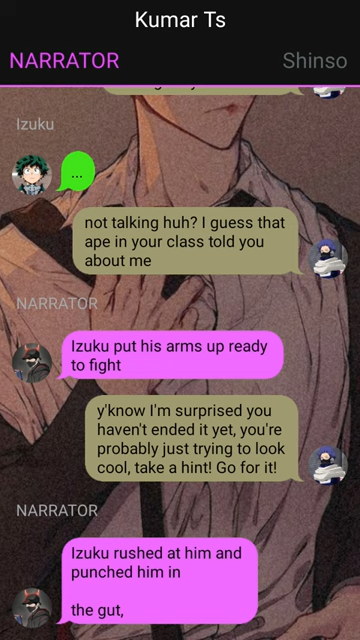 Kumar Ts
NARRATOR
Shinso
Izuku
...
not talking huh? I guess that
ape in your class told you
about me
NARRATOR
Izuku put his arms up ready
to fight
y'know I'm surprised you
haven't ended it yet, you're
probably just trying to look
cool, take a hint! Go for it!
NARRATOR
Izuku rushed at him and
punched him in
the gut,